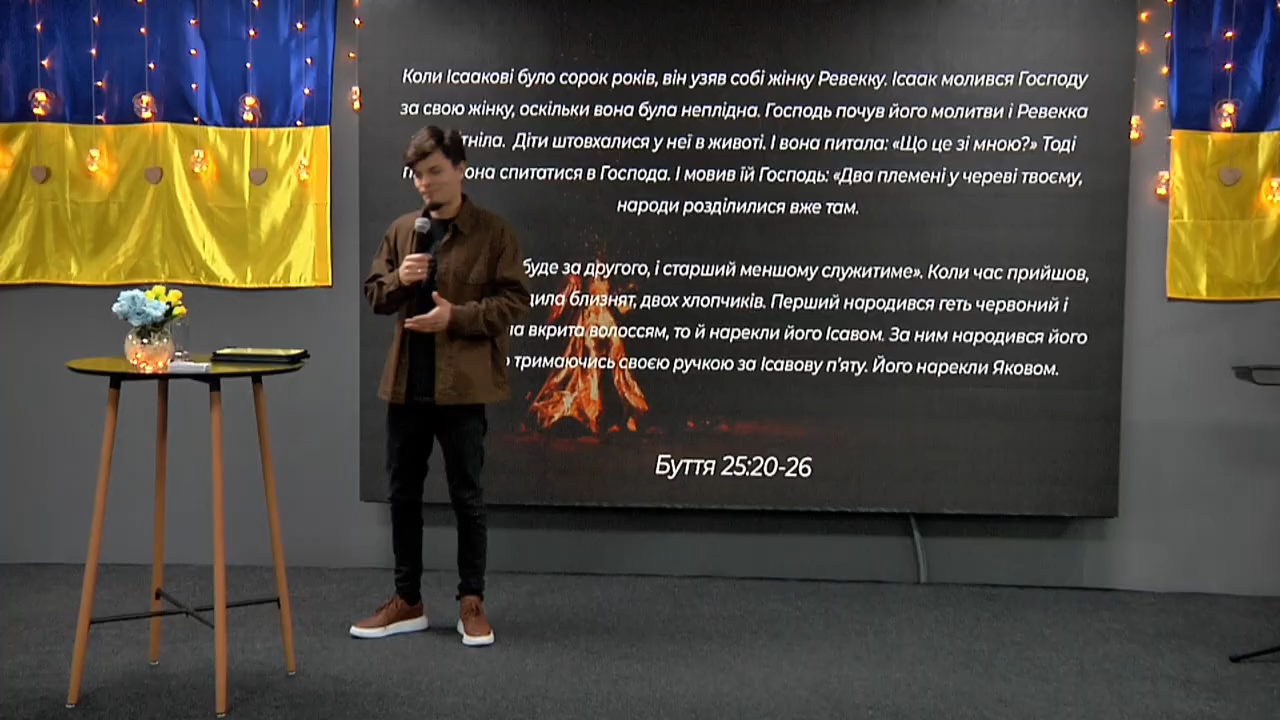 Коли Ісаакові було сорок років, він узяв собі жінку Ревекку. Ісаак молився Господу
за свою жінку, оскільки вона була неплідна. Господь почув його молитви і Ревекка
Діти штовхалися у неї в животі. І вона питала: «Що це зі мною?» Тоді
спитатися в Господа. І мовив їй Господь: «Два племені у череві твоєму,
народи розділилися вже там.
буде за другого, і старший меншому служитиме». Коли час прийшов,
близнят, двох хлопчиків. Перший народився геть червоний і
вкрита волоссям, то й нарекли його Ісавом. За ним народився його
тримаючись своєю ручкою за Ісавову п'яту. Його нарекли Яковом.
Буття 25:20-26